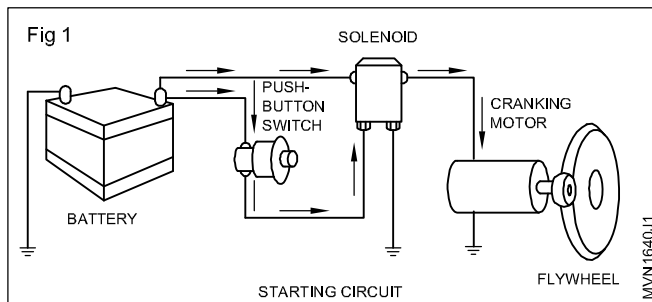 Fig 1
SOLENOID
PUSH-
BUTTON
SWITCH
CRANKING
MOTOR
BATTERY
FLYWHEEL
STARTING CIRCUIT
MVN1640J1